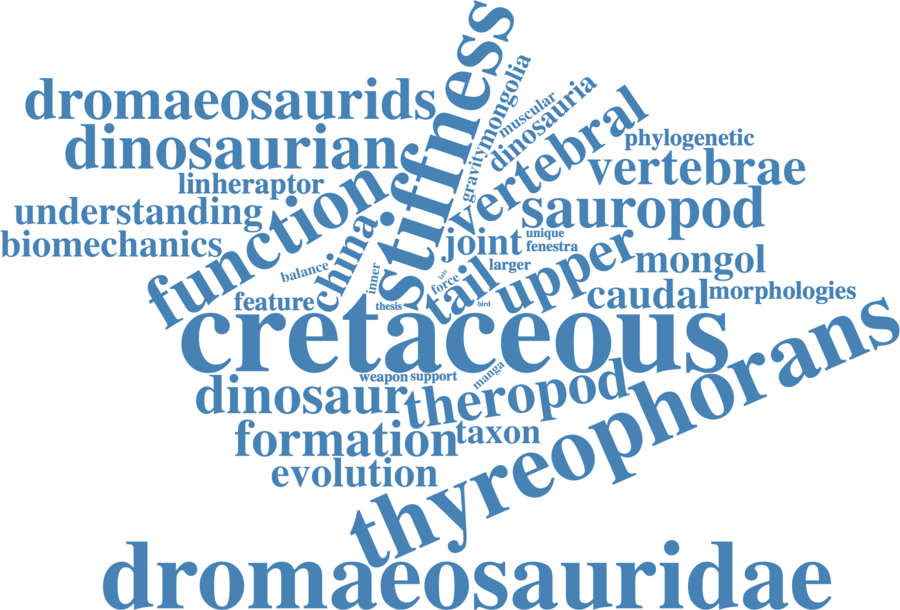 stiffness
mongolia
muscular
dinosauria
gravity
dromaeosaurids
vertebral
dinosaurian
phylogenetic
vertebrae
linheraptor
function
understanding
china
sauropod
biomechanics
joint
unique
fenestra
upper
mongol
balance
inner
late
force
larger
tail
feature
thesis
bird
caudal
morphologies
cretaceous
weapon
support
manga
dinosaur
theropod
thyreophorans
formation
taxon
evolution
dromaeosauridae